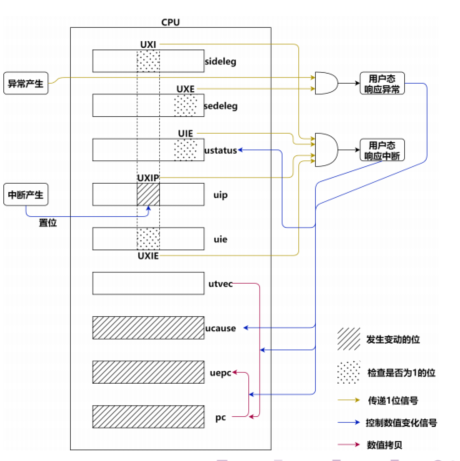 CPU
UXI
sideleg
异常产生
用户态
响应异常
UXE
sedeleg
UIE
ustatus
用户态
响应中断
UXIP
中断产生
uip
置位
uie
UXIE
utvec
ucause
发生变动的位
uepc
检查是否为1的位
传递1位信号
pc
控制数值变化信号
数值拷贝